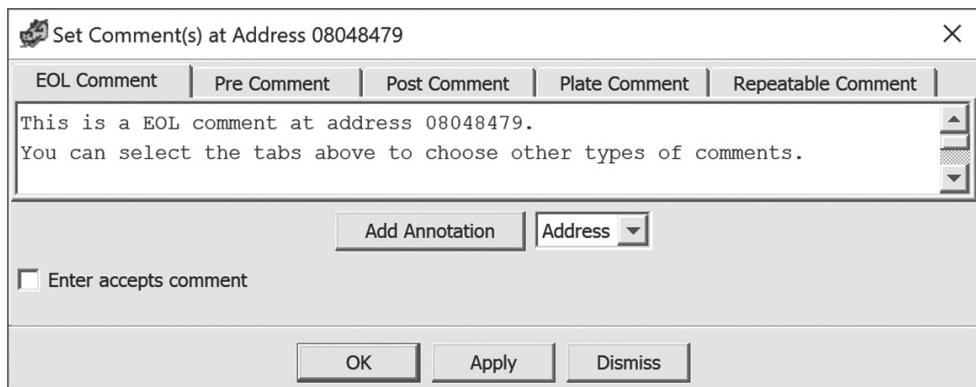 Set Comment(s) at Address 08048479
EOL Comment Pre Comment Post Comment Plate Comment Repeatable Comment
This is a EOL comment at address 08048479.
You can select the tabs above to choose other types of comments.
Add Annotation Address
Enter accepts comment
OK Apply Dismiss